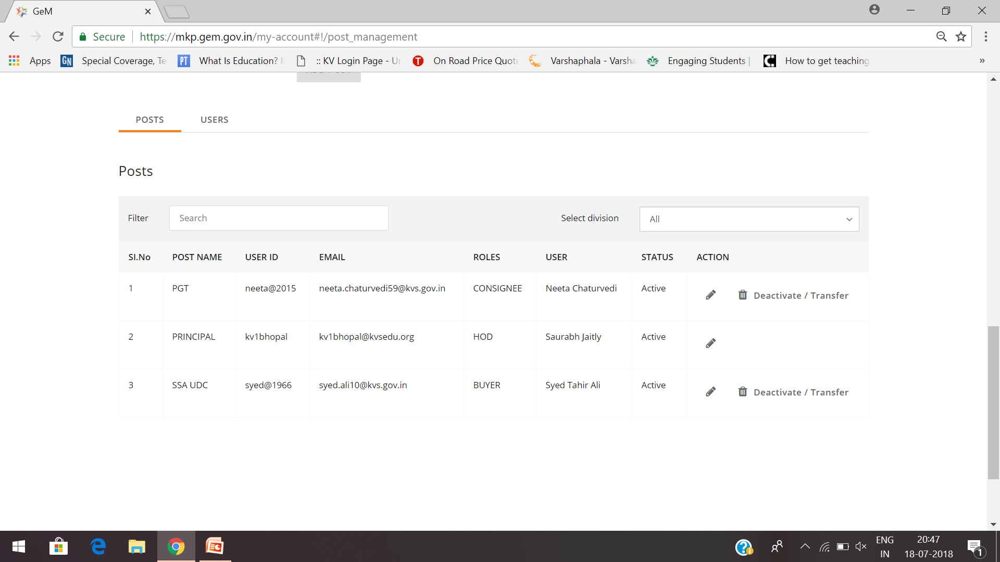 GeM
Secure https://mkp.gem.gov.in/my-account#!/post_management
Apps GN Special Coverage, Te PT What Is Education? I :: KV Login Page - Un T On Road Price Quote Varshaphala - Varsha Engaging Students | How to get teaching »
POSTS USERS
Posts
Filter Search Select division All
Sl.No POST NAME USER ID EMAIL ROLES USER STATUS ACTION
1 PGT neeta@2015 neeta.chaturvedi59@kvs.gov.in CONSIGNEE Neeta Chaturvedi Active Deactivate / Transfer
2 PRINCIPAL kv1bhopal kv1bhopal@kvsedu.org HOD Saurabh Jaitly Active
3 SSA UDC syed@1966 syed.ali10@kvs.gov.in BUYER Syed Tahir Ali Active Deactivate / Transfer
ENG 20:47
IN 18-07-2018 1